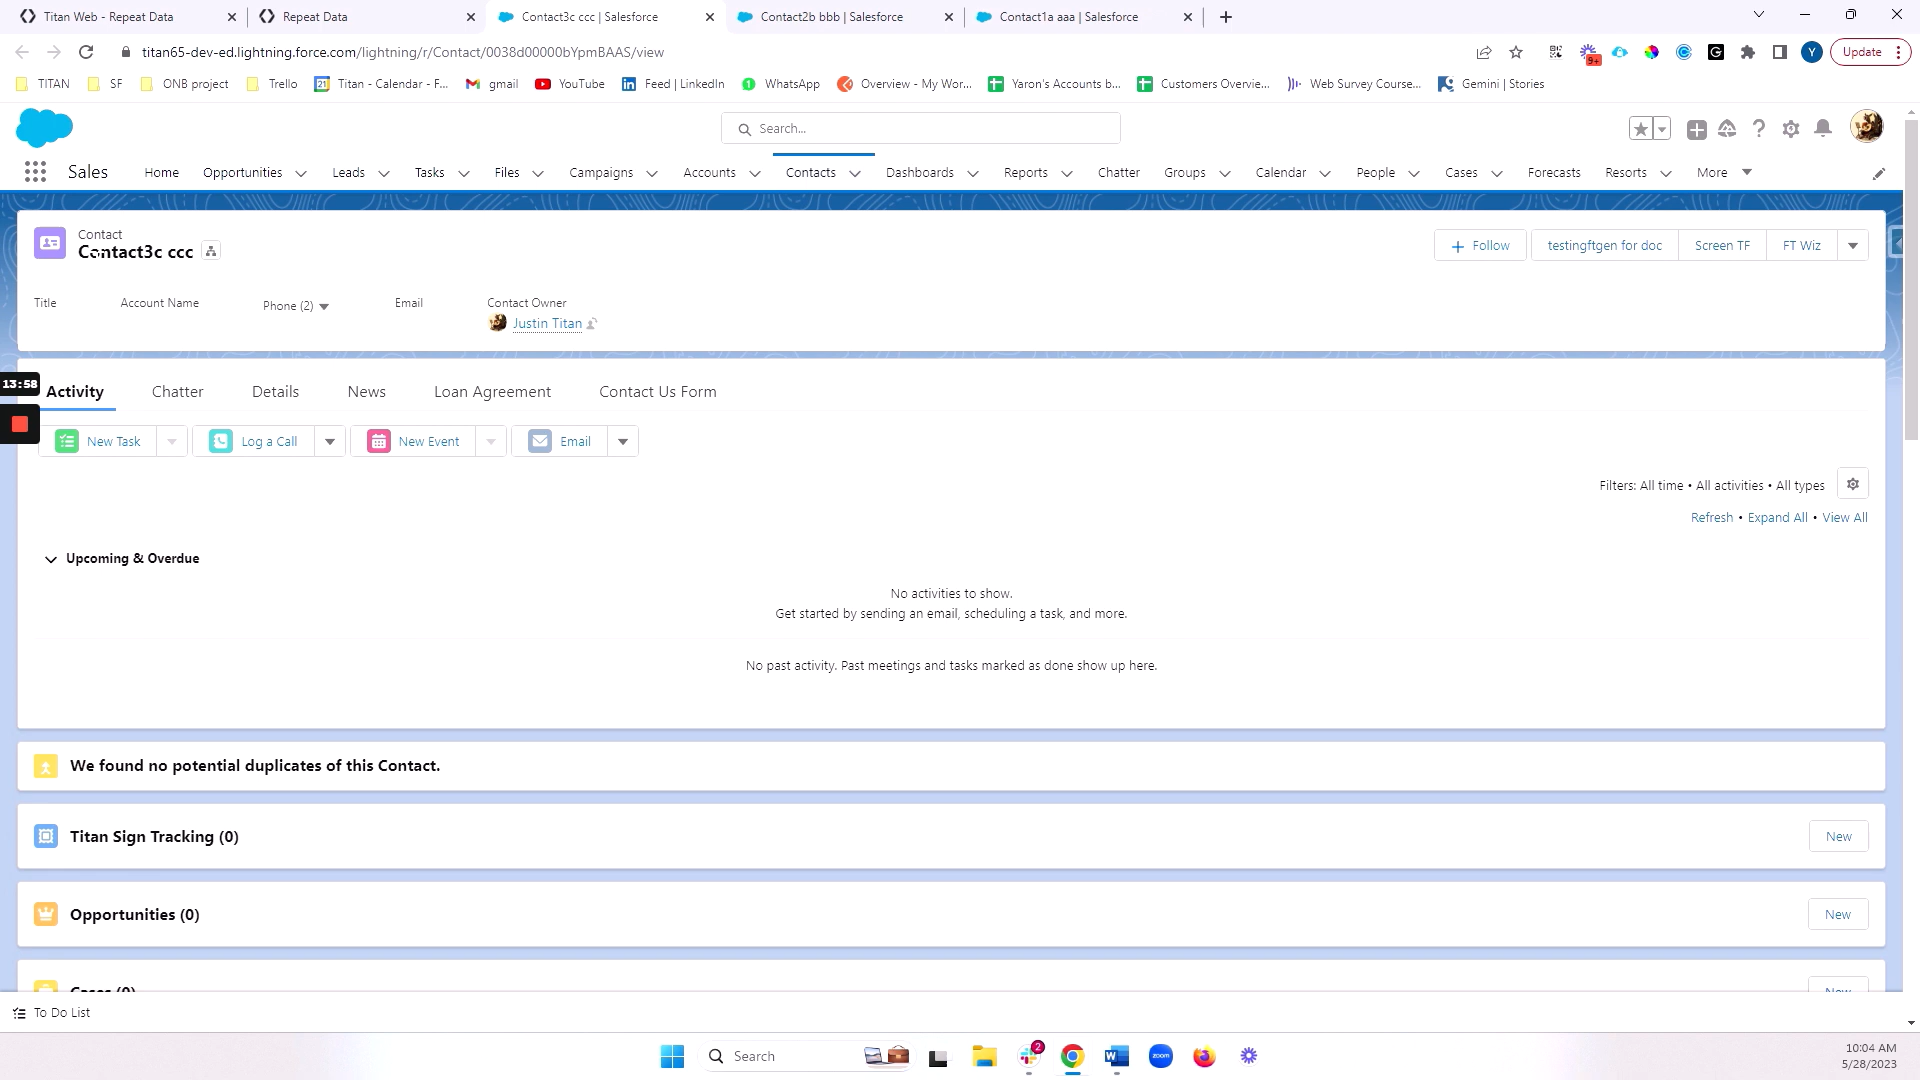 Titan Web - Repeat Data
Repeat Data
Contact3c ccc | Salesforce
Contact2b bbb | Salesforce
Contact1a aaa | Salesforce
titan65-dev-ed.lightning.force.com/lightning/r/Contact/0038d00000bYpmBAAS/view
9+
G
Y
Update
TITAN
SF
ONB project
Trello
21
Titan - Calendar - F...
gmail
YouTube
Feed | LinkedIn
WhatsApp
Overview - My Wor...
Yaron's Accounts b...
Customers Overvie...
Web Survey Course...
Gemini | Stories
Search...
Sales
Home
Opportunities
Leads
Tasks
Files
Campaigns
Accounts
Contacts
Dashboards
Reports
Chatter
Groups
Calendar
People
Cases
Forecasts
Resorts
More
Contact
Contact3c ccc
Follow
testingftgen for doc
Screen TF
FT Wiz
Title
Account Name
Phone (2)
Email
Contact Owner
Justin Titan
13:58
Activity
Chatter
Details
News
Loan Agreement
Contact Us Form
New Task
Log a Call
New Event
Email
Filters: All time • All activities • All types
Refresh • Expand All • View All
Upcoming & Overdue
No activities to show.
Get started by sending an email, scheduling a task, and more.
No past activity. Past meetings and tasks marked as done show up here.
We found no potential duplicates of this Contact.
Titan Sign Tracking (0)
New
Opportunities (0)
New
Cases (0)
New
To Do List
Search
2
zoom
10:04 AM
5/28/2023